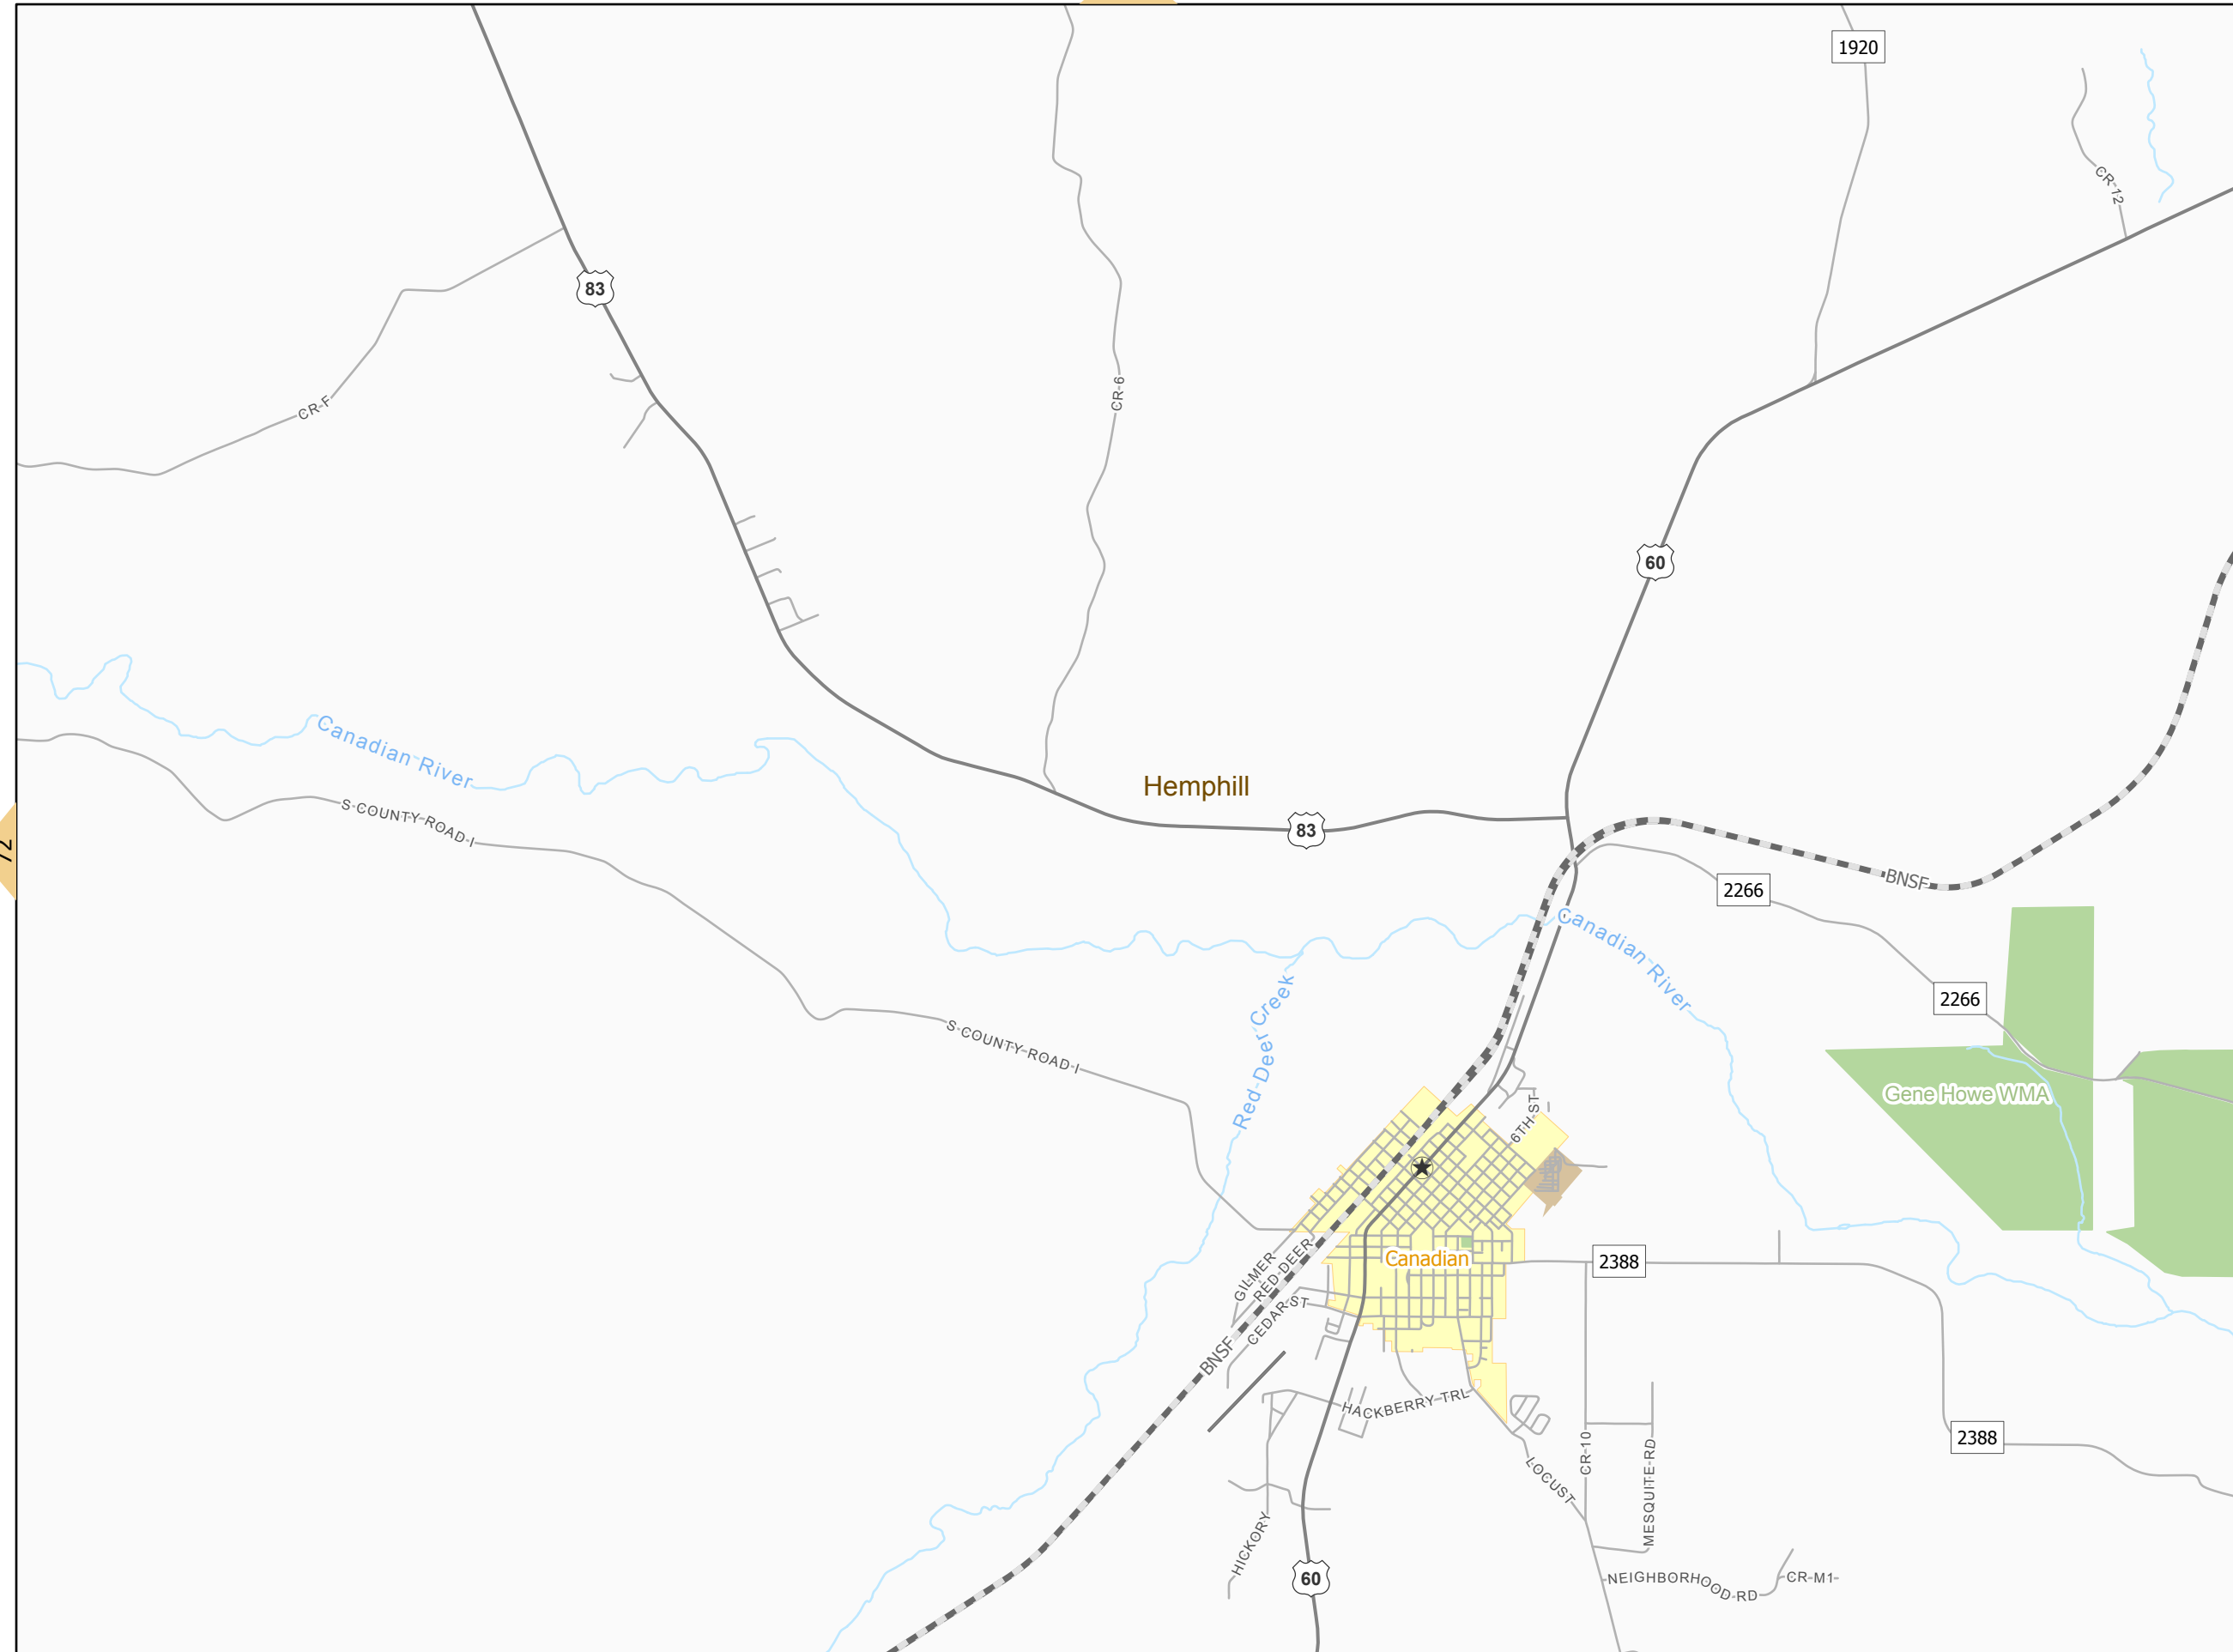 1920
CR-12
83
CR-6
CR-F
60
Canadian River
Hemphill
S COUNTY ROAD I
83
72
BNSF
2266
Canadian River
2266
Red Deer Creek
S COUNTY ROAD I
Gene Howe WMA
6TH ST
Canadian
2388
GILMER
RED DEER
CEDAR ST
BNSF
HACKBERRY TRL
2388
CR-10
MESQUITE RD
LOCUST
HICKORY
60
NEIGHBORHOOD RD
CR-M1